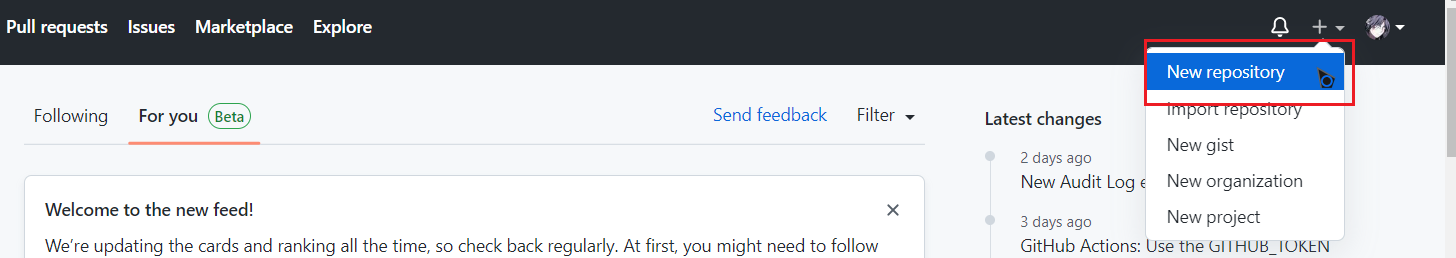 Pull requests Issues Marketplace Explore
New repository
Import repository
New gist
New organization
New project
Following For you Beta Send feedback Filter
Welcome to the new feed!
We're updating the cards and ranking all the time, so check back regularly. At first, you might need to follow
Latest changes
2 days ago
New Audit Log
3 days ago
GitHub Actions: Use the GITHUB_TOKEN